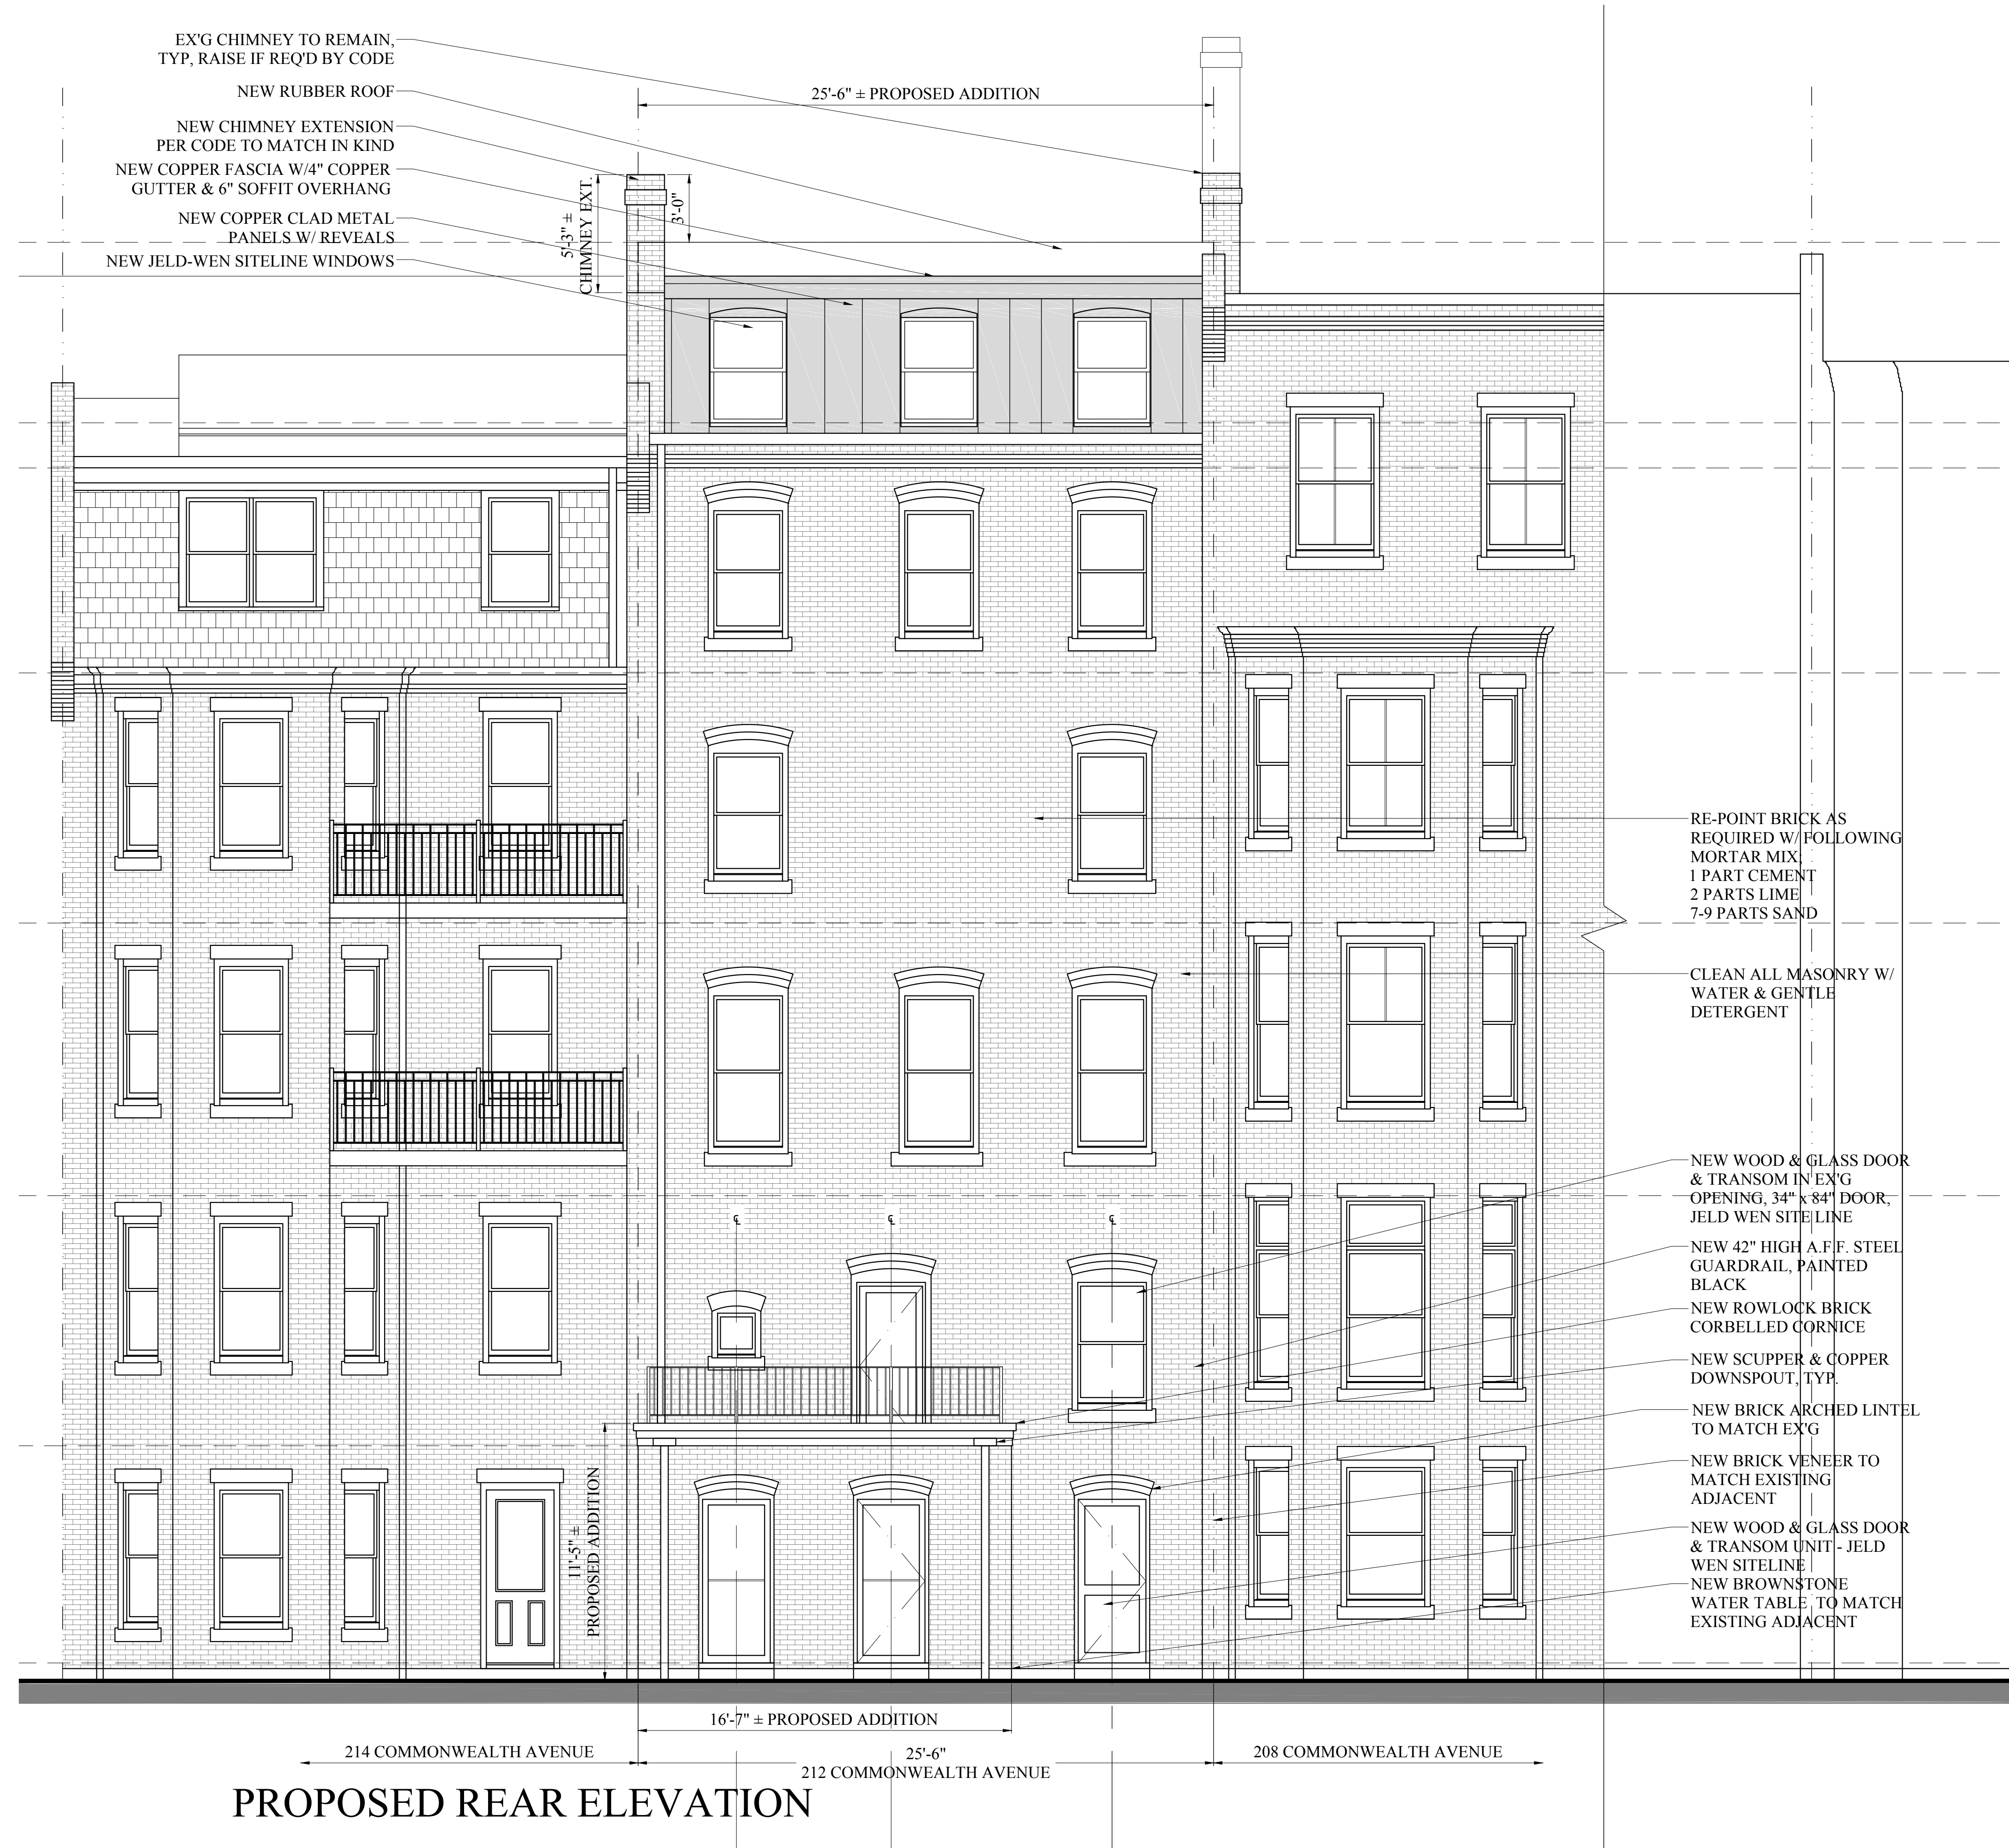 EX'G CHIMNEY TO REMAIN,
TYP, RAISE IF REQ'D BY CODE
NEW RUBBER ROOF
NEW CHIMNEY EXTENSION
PER CODE TO MATCH IN KIND
NEW COPPER FASCIA W/4" COPPER
GUTTER & 6" SOFFIT OVERHANG
NEW COPPER CLAD METAL
PANELS W/ REVEALS
NEW JELD-WEN SITELINE WINDOWS
25'-6" ± PROPOSED ADDITION
5'-3" ±
CHIMNEY EXT.
3'-0"
RE-POINT BRICK AS
REQUIRED W/ FOLLOWING
MORTAR MIX,
1 PART CEMENT
2 PARTS LIME
7-9 PARTS SAND
CLEAN ALL MASONRY W/
WATER & GENTLE
DETERGENT
NEW WOOD & GLASS DOOR
& TRANSOM IN EX'G
OPENING, 34" x 84" DOOR,
JELD WEN SITE LINE
NEW 42" HIGH A.F.F. STEEL
GUARDRAIL, PAINTED
BLACK
NEW ROWLOCK BRICK
CORBELLED CORNICE
NEW SCUPPER & COPPER
DOWNSPOUT, TYP.
NEW BRICK ARCHED LINTEL
TO MATCH EX'G
NEW BRICK VENEER TO
MATCH EXISTING
ADJACENT
NEW WOOD & GLASS DOOR
& TRANSOM UNIT - JELD
WEN SITELINE
NEW BROWNSTONE
WATER TABLE TO MATCH
EXISTING ADJACENT
℄
℄
℄
11'-5" ±
PROPOSED ADDITION
16'-7" ± PROPOSED ADDITION
214 COMMONWEALTH AVENUE
25'-6"
212 COMMONWEALTH AVENUE
208 COMMONWEALTH AVENUE
PROPOSED REAR ELEVATION